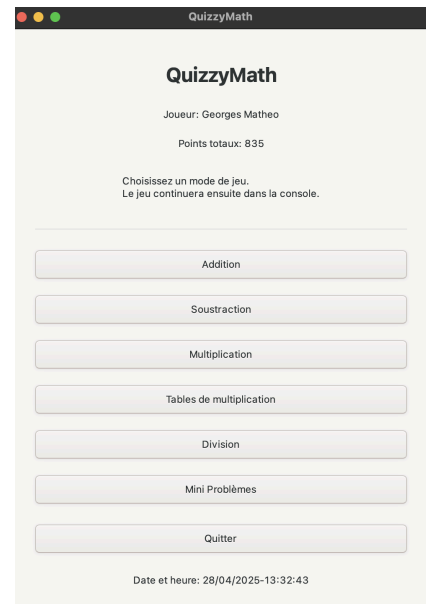 QuizzyMath
QuizzyMath
Joueur: Georges Matheo
Points totaux: 835
Choisissez un mode de jeu.
Le jeu continuera ensuite dans la console.
Addition
Soustraction
Multiplication
Tables de multiplication
Division
Mini Problèmes
Quitter
Date et heure: 28/04/2025-13:32:43